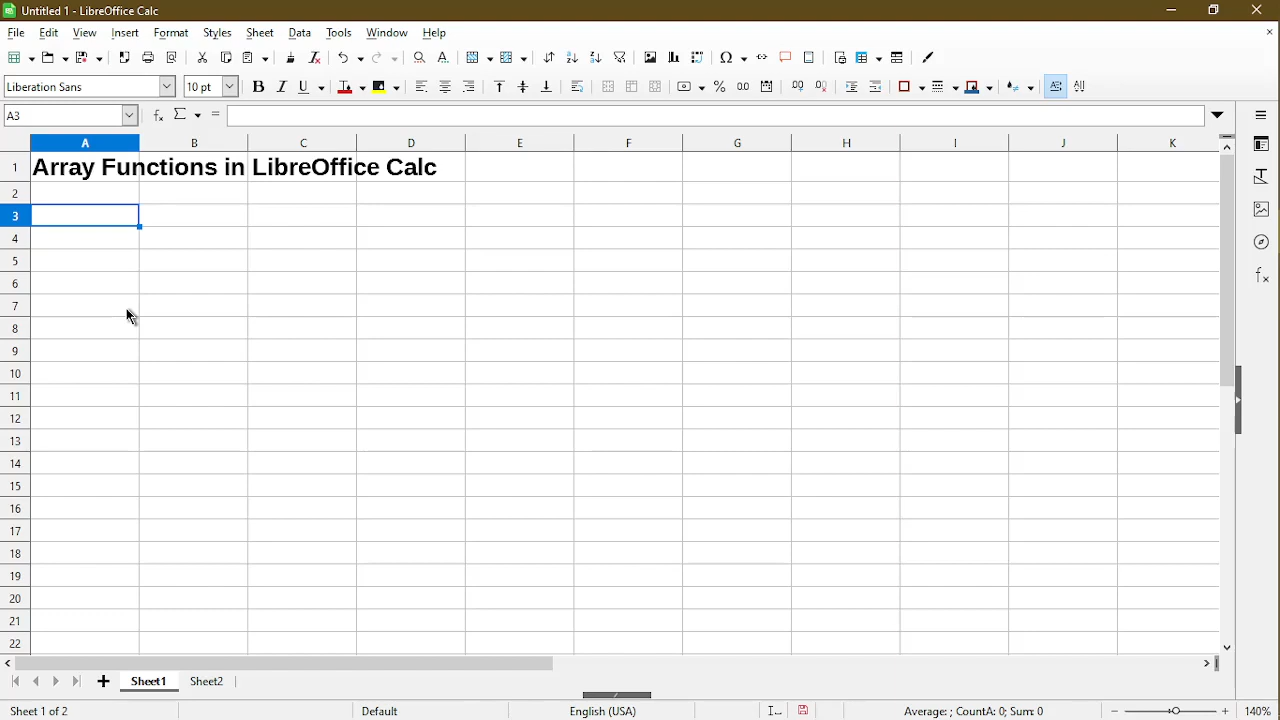 Untitled 1 - LibreOffice Calc
File Edit View Insert Format Styles Sheet Data Tools Window Help
Liberation Sans 10 pt
A3
A B C D E F G H I J K
1 Array Functions in LibreOffice Calc
2
3
4
5
6
7
8
9
10
11
12
13
14
15
16
17
18
19
20
21
22
Sheet1 Sheet2
Sheet 1 of 2 Default English (USA) Average: ; CountA: 0; Sum: 0 140%